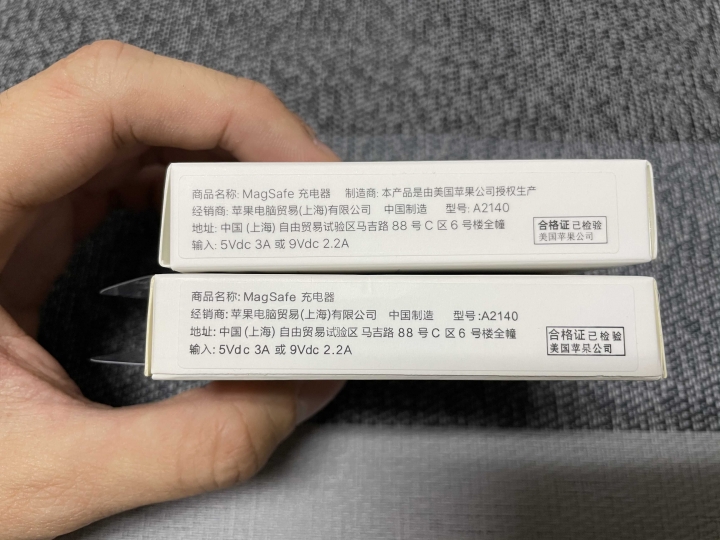 商品名称: MagSafe 充电器 制造商: 本产品是由美国苹果公司授权生产
经销商: 苹果电脑贸易(上海)有限公司 中国制造 型号: A2140
地址: 中国 (上海) 自由贸易试验区马吉路 88 号 C 区 6 号楼全幢
输入: 5Vdc 3A 或 9Vdc 2.2A
合格证 己检验
美国苹果公司
商品名称: MagSafe 充电器
经销商: 苹果电脑贸易(上海)有限公司 中国制造 型号:A2140
地址: 中国 (上海) 自由贸易试验区马吉路 88 号 C 区 6 号楼全幢
输入: 5Vdc 3A 或 9Vdc 2.2A
合格证 己检验
美国苹果公司